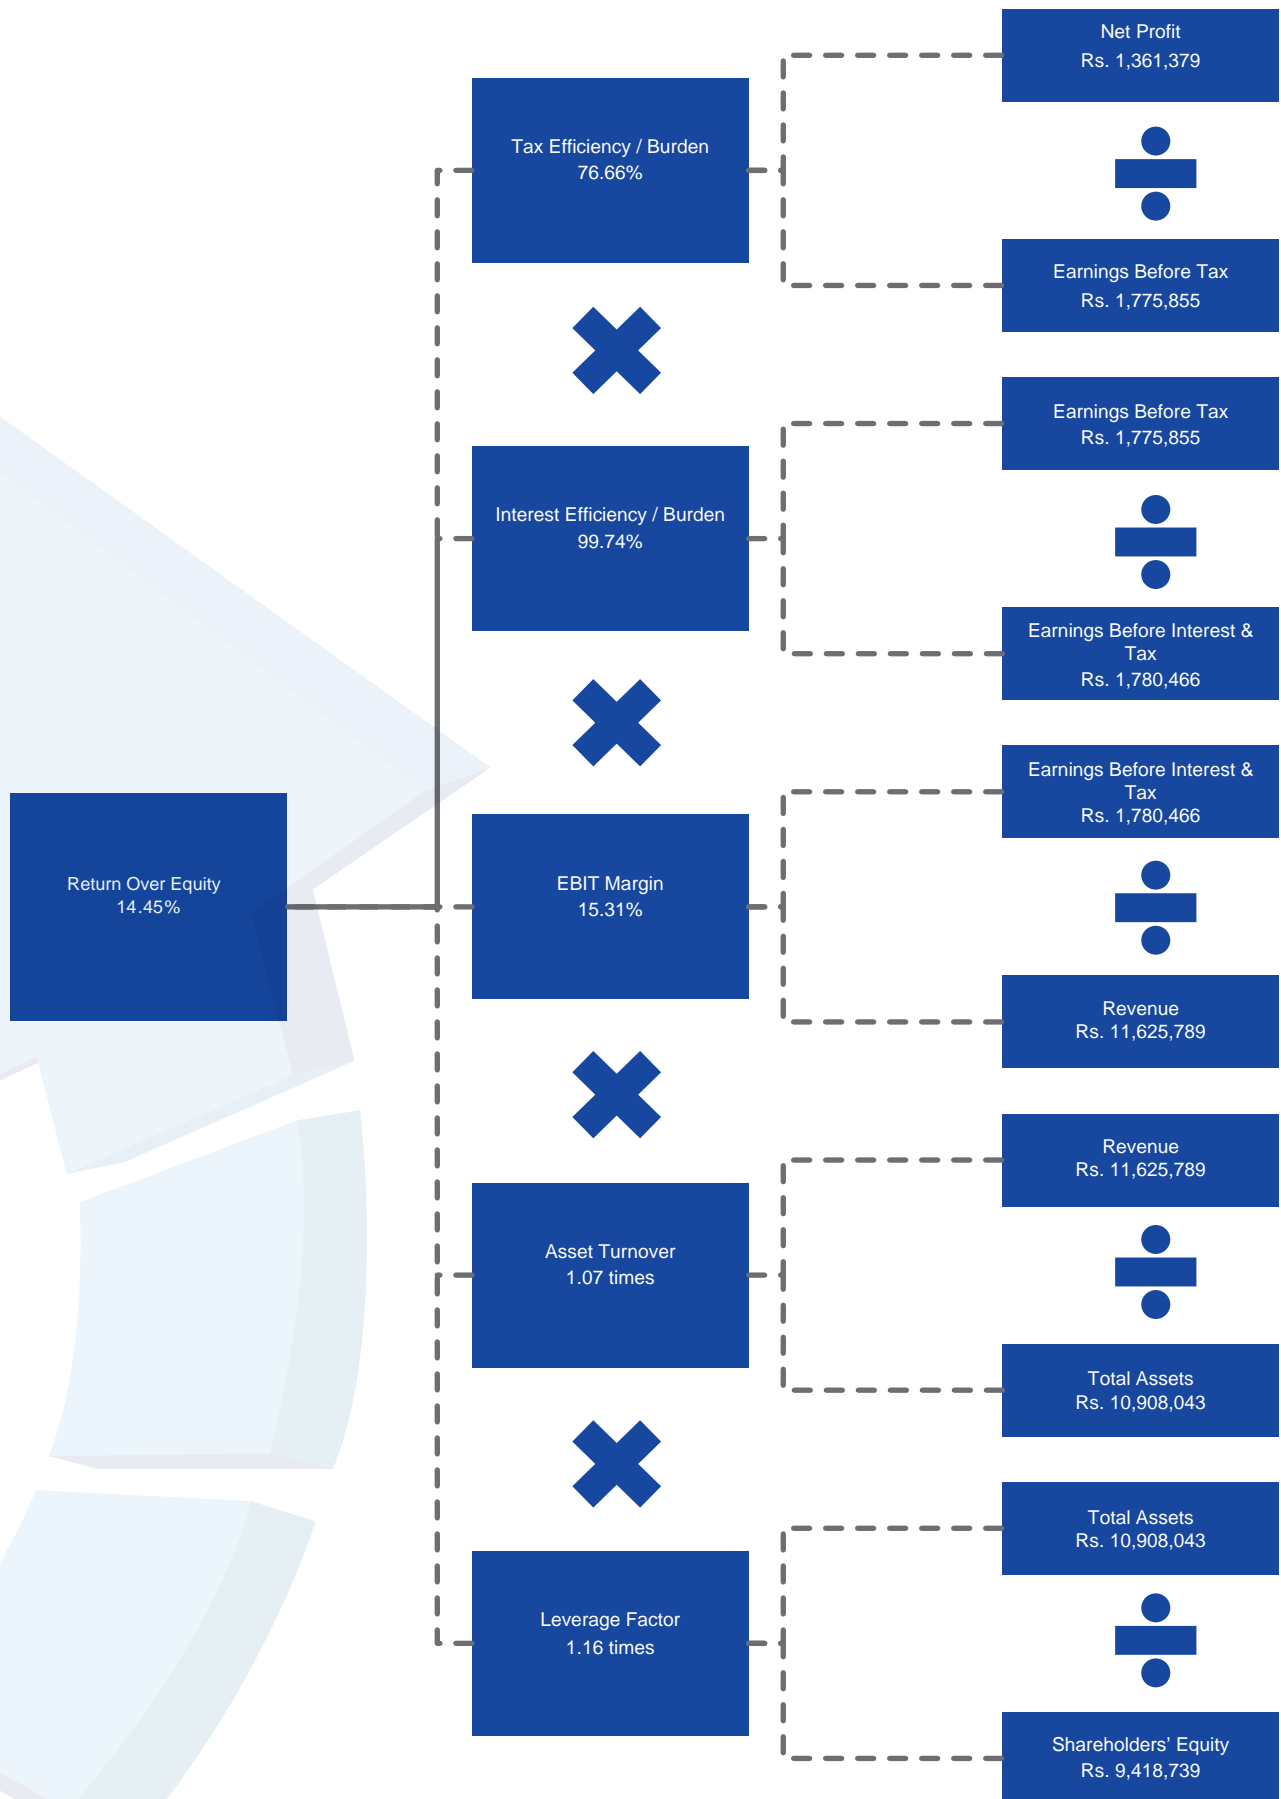 Net Profit
Rs. 1,361,379
Tax Efficiency / Burden
76.66%
Earnings Before Tax
Rs. 1,775,855
Earnings Before Tax
Rs. 1,775,855
Interest Efficiency / Burden
99.74%
Earnings Before Interest &
Tax
Rs. 1,780,466
Earnings Before Interest &
Tax
Rs. 1,780,466
Return Over Equity
14.45%
EBIT Margin
15.31%
Revenue
Rs. 11,625,789
Revenue
Rs. 11,625,789
Asset Turnover
1.07 times
Total Assets
Rs. 10,908,043
Total Assets
Rs. 10,908,043
Leverage Factor
1.16 times
Shareholders’ Equity
Rs. 9,418,739